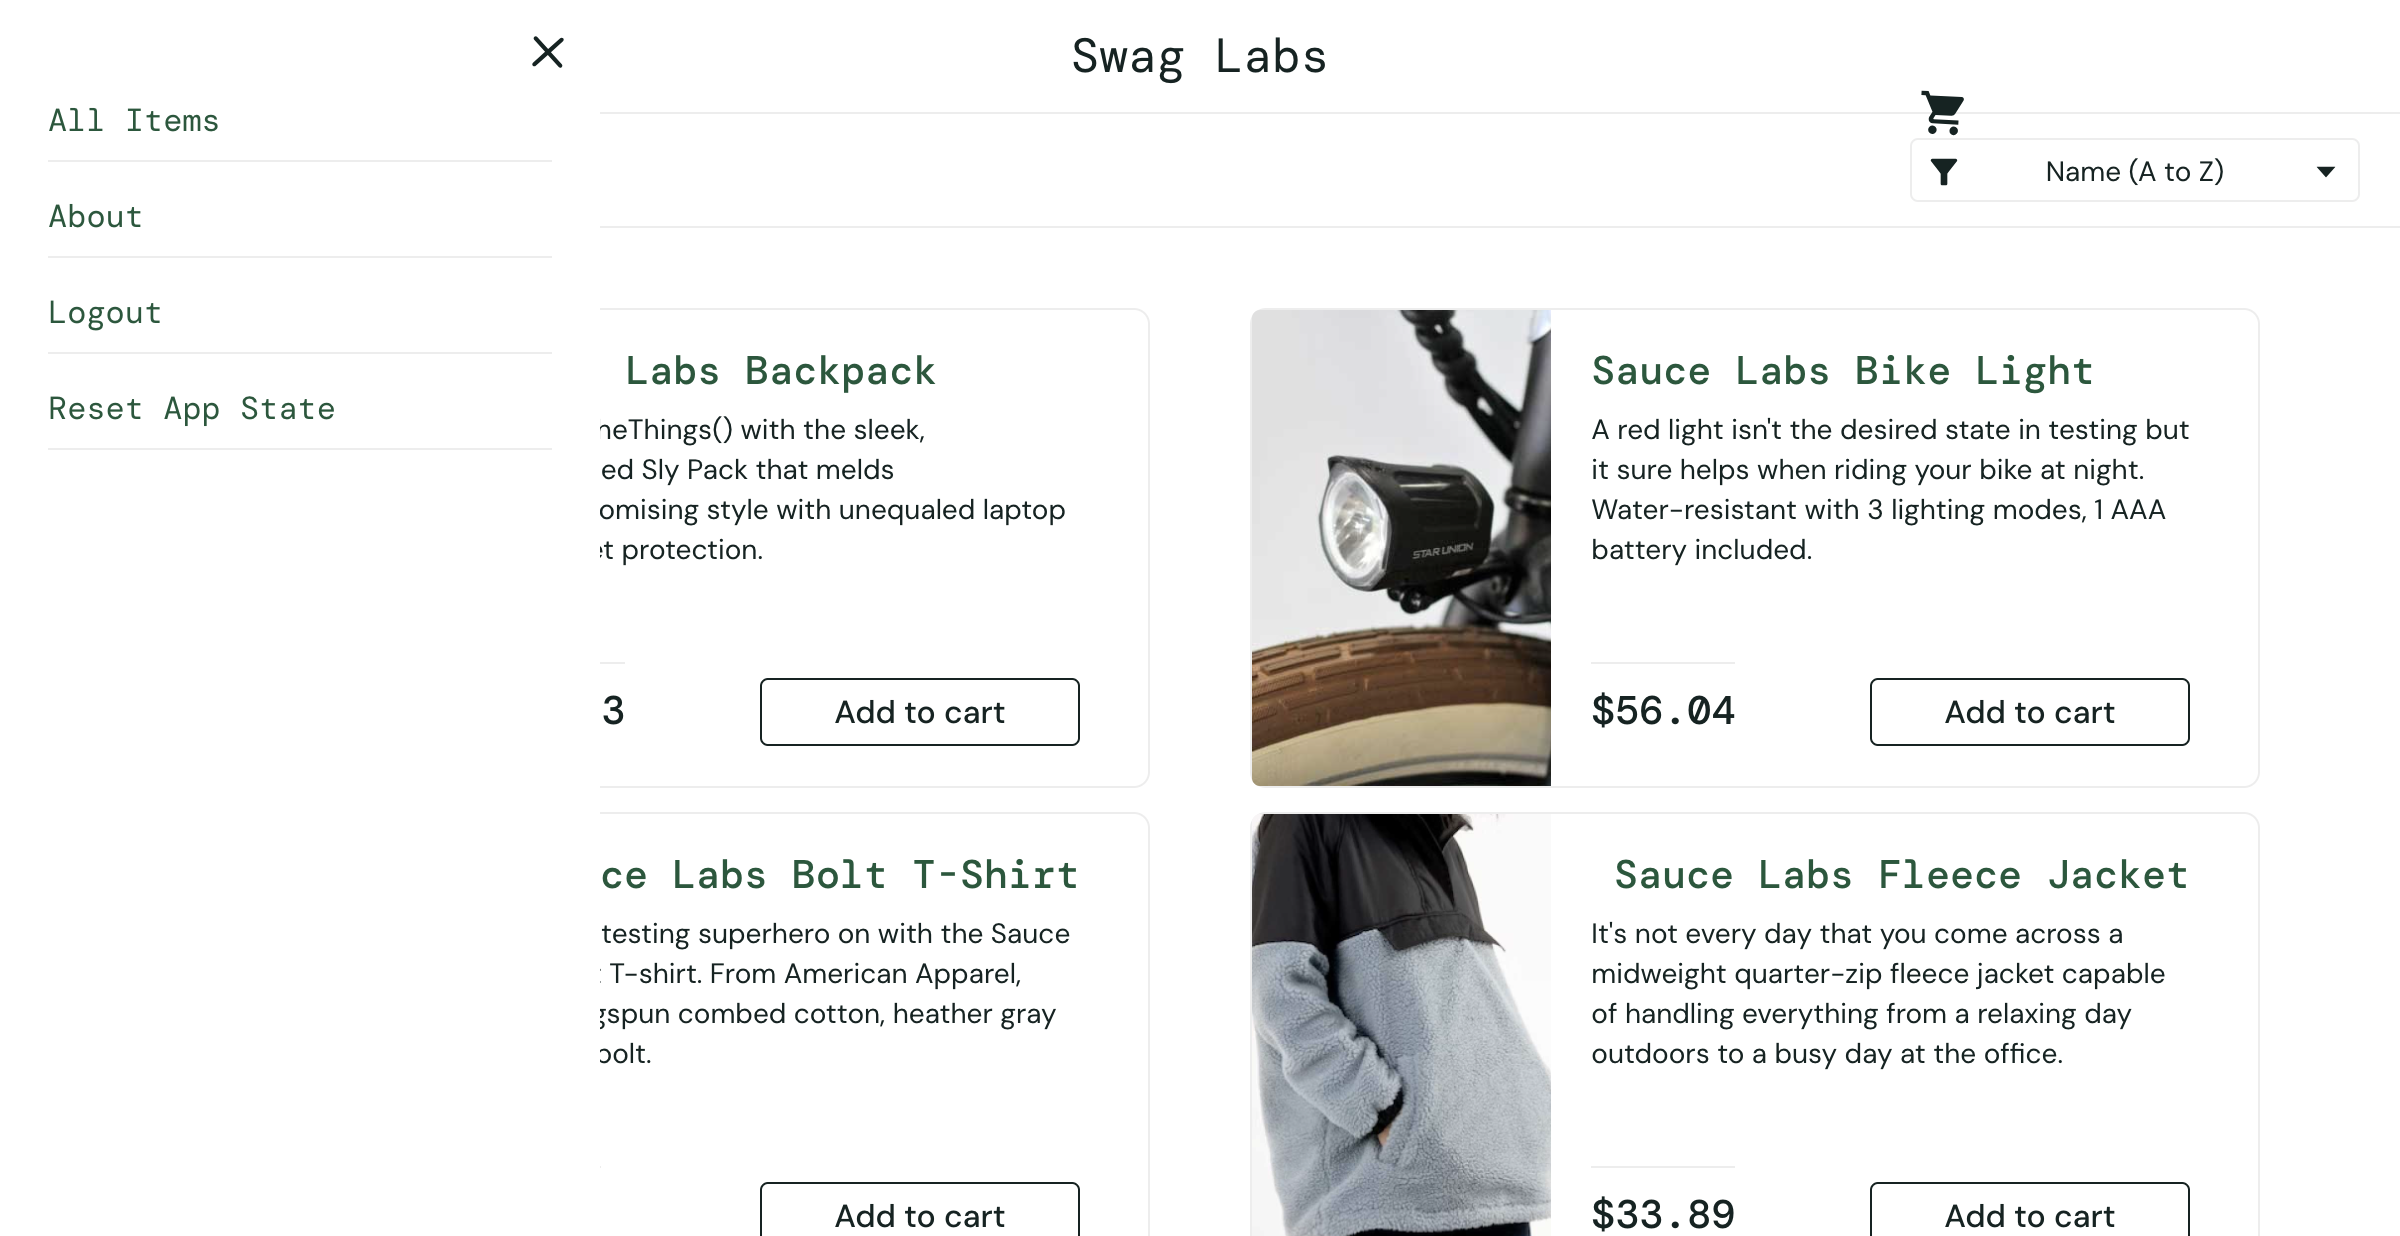 Swag Labs
All Items
About
Logout
Reset App State
Name (A to Z)
Labs Backpack
neThings() with the sleek,
ed Sly Pack that melds
omising style with unequaled laptop
et protection.
3
Add to cart
Sauce Labs Bike Light
A red light isn't the desired state in testing but
it sure helps when riding your bike at night.
Water-resistant with 3 lighting modes, 1 AAA
battery included.
STAR UNION
$56.04
Add to cart
ce Labs Bolt T-Shirt
testing superhero on with the Sauce
T-shirt. From American Apparel,
gspun combed cotton, heather gray
bolt.
Add to cart
Sauce Labs Fleece Jacket
It's not every day that you come across a
midweight quarter-zip fleece jacket capable
of handling everything from a relaxing day
outdoors to a busy day at the office.
$33.89
Add to cart